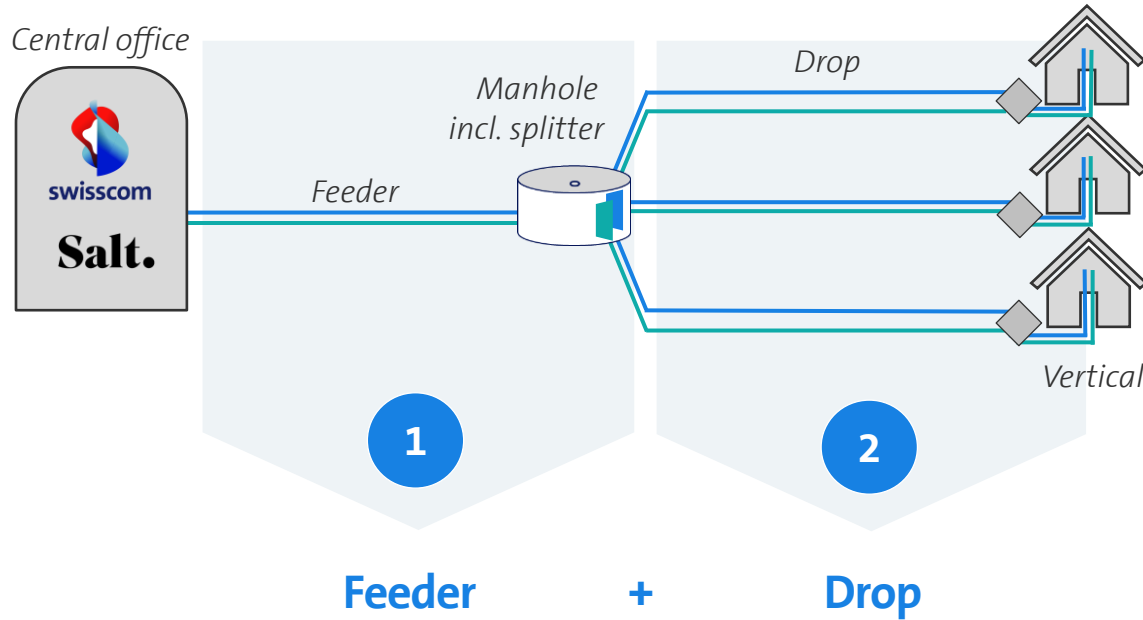 Central office
swisscom
Salt.
Feeder
Manhole
incl. splitter
Drop
Vertical
1
2
Feeder + Drop